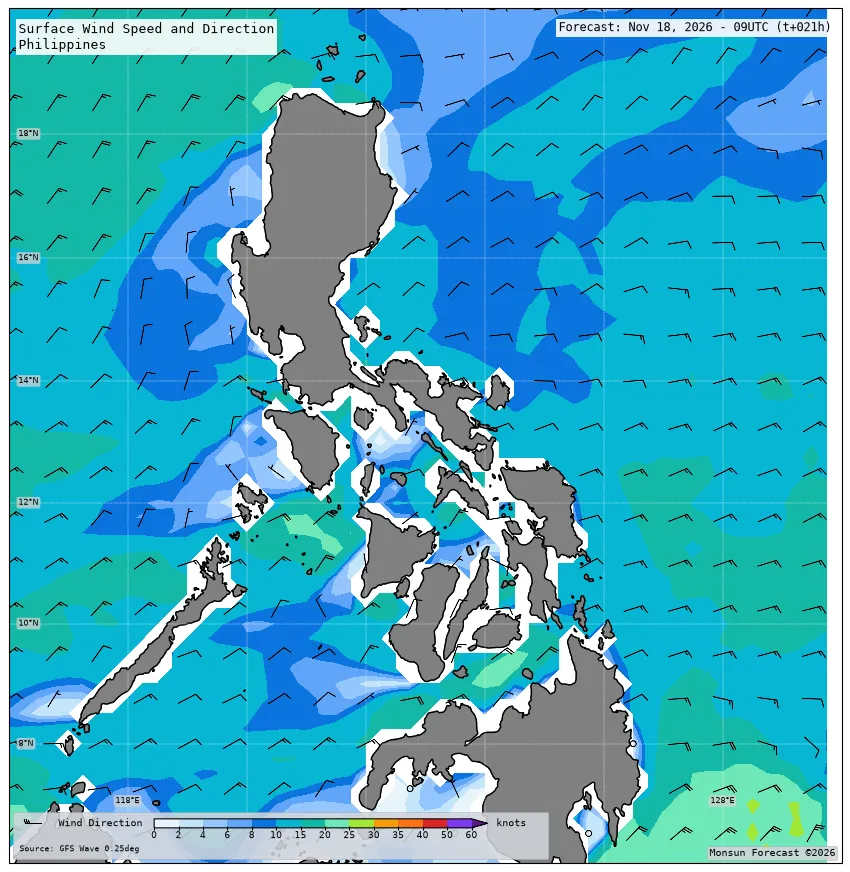 Surface Wind Speed and Direction
Philippines
Forecast: Nov 18, 2026 - 09UTC (t+021h)
18°N
16°N
14°N
12°N
10°N
8°N
118°E
128°E
Wind Direction
knots
0 2 4 6 8 10 15 20 25 30 35 40 50 60
Source: GFS Wave 0.25deg
Monsun Forecast ©2026